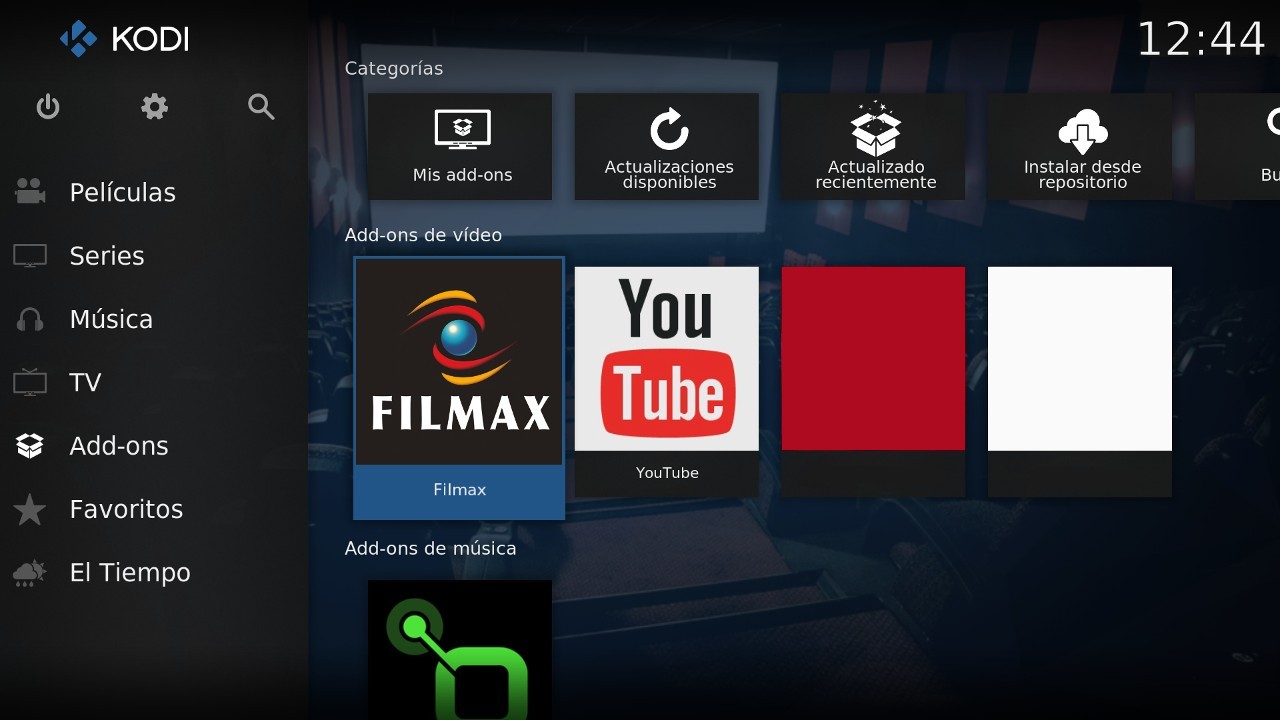 KODI
12:44
Categorías
Mis add-ons
Actualizaciones
disponibles
Actualizado
recientemente
Instalar desde
repositorio
Bu
Películas
Series
Música
TV
Add-ons
Favoritos
El Tiempo
Add-ons de vídeo
FILMAX
Filmax
You
Tube
YouTube
Add-ons de música